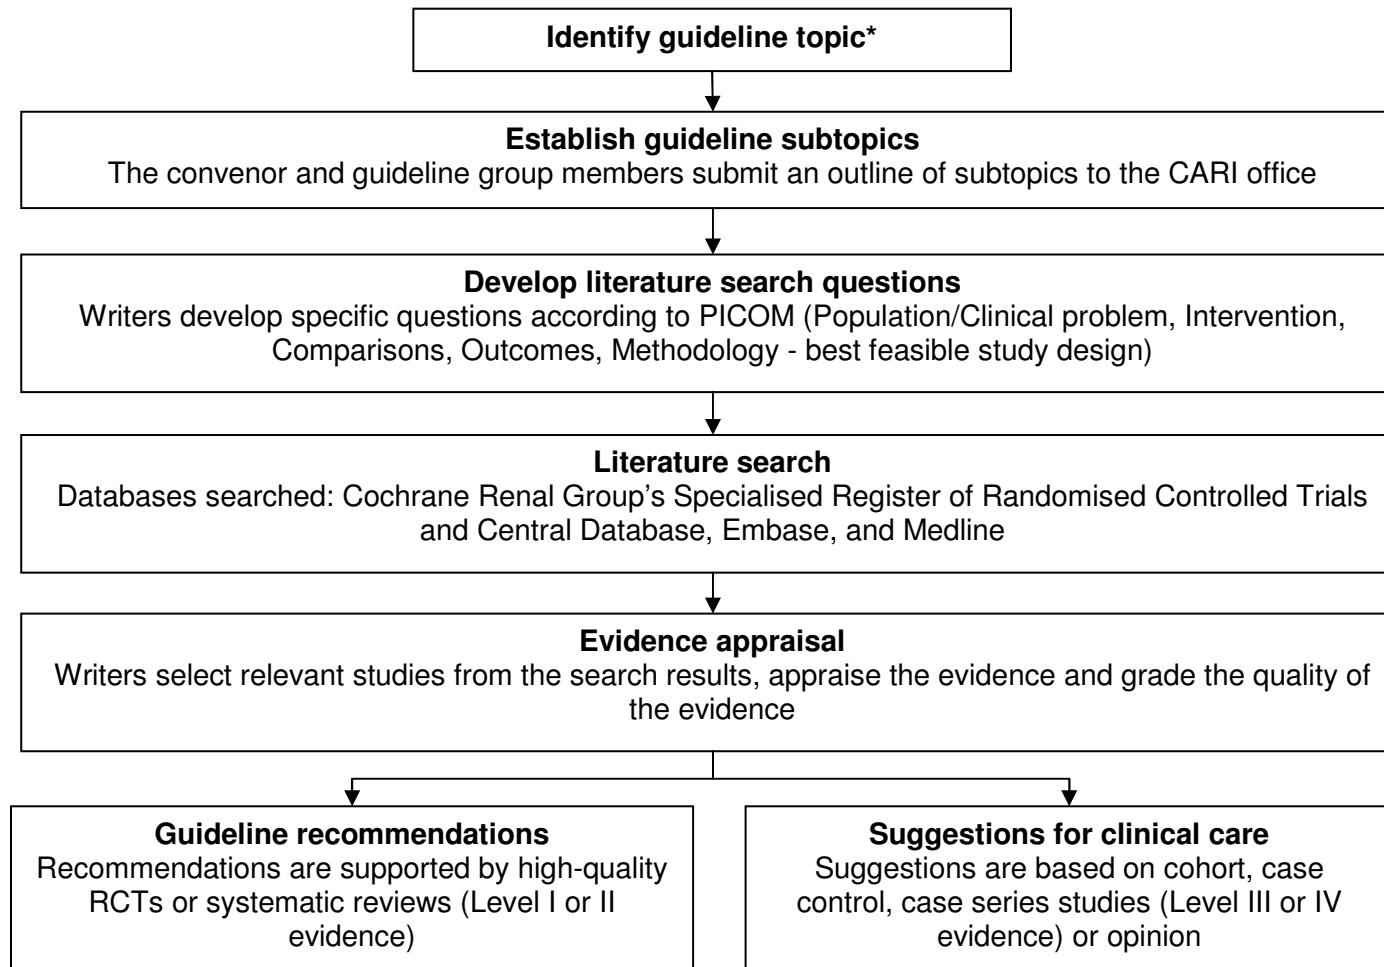 Identify guideline topic*
Establish guideline subtopics
The convenor and guideline group members submit an outline of subtopics to the CARI office
Develop literature search questions
Writers develop specific questions according to PICOM (Population/Clinical problem, Intervention,
Comparisons, Outcomes, Methodology - best feasible study design)
Literature search
Databases searched: Cochrane Renal Group’s Specialised Register of Randomised Controlled Trials
and Central Database, Embase, and Medline
Evidence appraisal
Writers select relevant studies from the search results, appraise the evidence and grade the quality of
the evidence
Guideline recommendations
Recommendations are supported by high-quality
RCTs or systematic reviews (Level I or II
evidence)
Suggestions for clinical care
Suggestions are based on cohort, case
control, case series studies (Level III or IV
evidence) or opinion